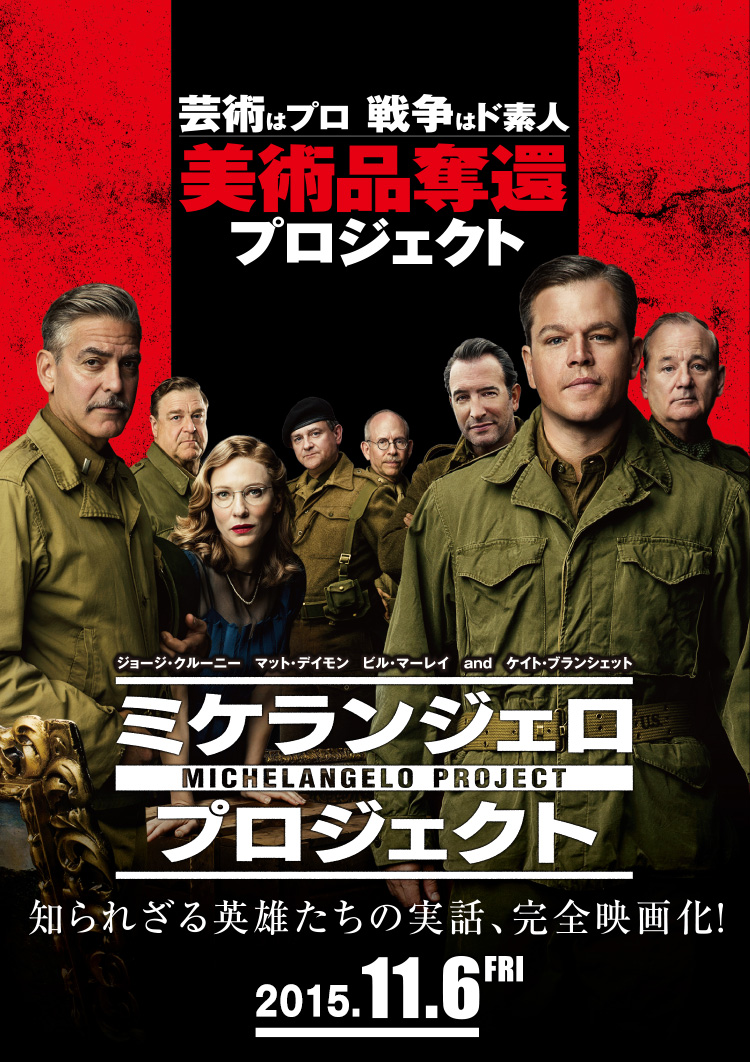 芸術はプロ 戦争はド素人
美術品奪還
プロジェクト
ジョージ・クルーニー マット・デイモン ビル・マーレイ and ケイト・ブランシェット
ミケランジェロ
MICHELANGELO PROJECT
プロジェクト
知られざる英雄たちの実話、完全映画化!
2015.11.6 FRI